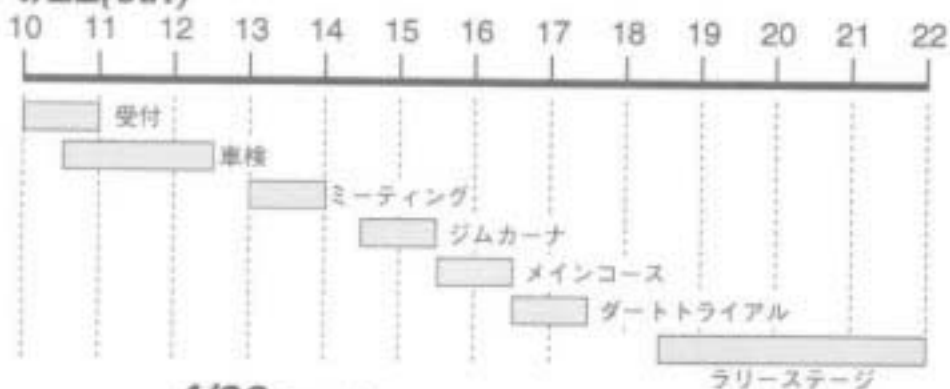 10 11 12 13 14 15 16 17 18 19 20 21 22
受付
車検
ミーティング
ジムカーナ
メインコース
ダートトライアル
ラリーステージ